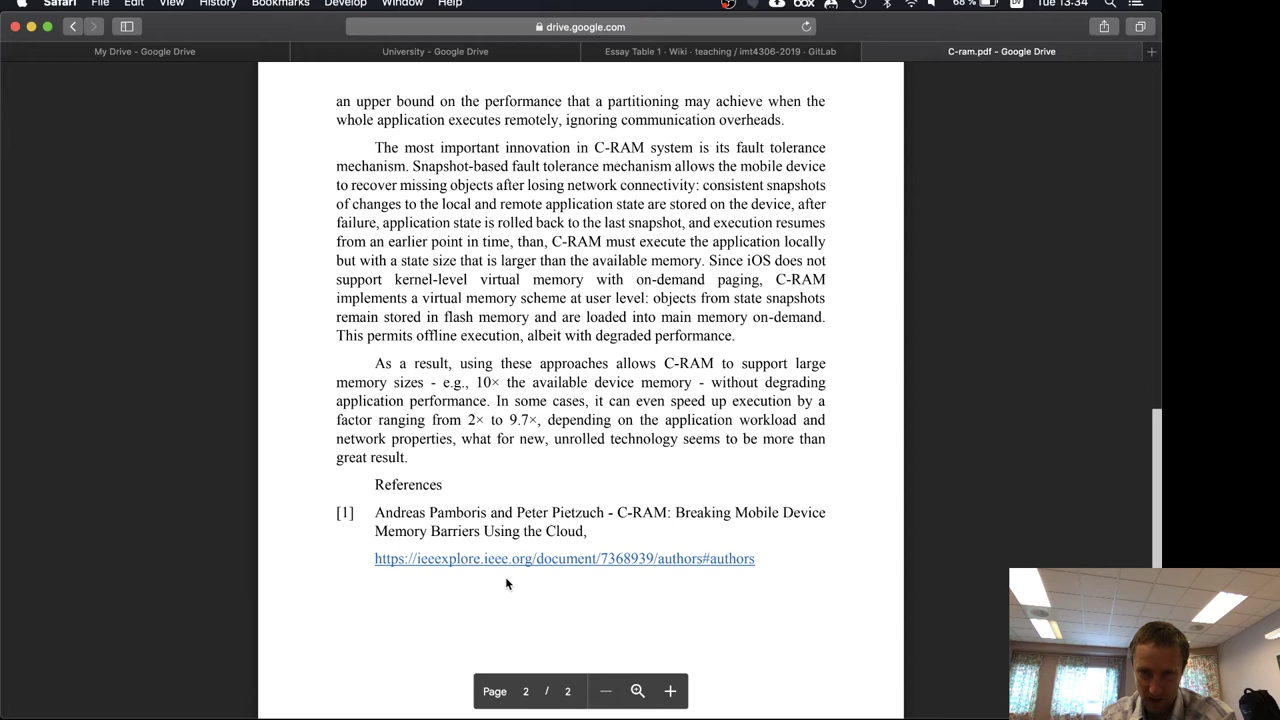 Safari File Edit View History Bookmarks Develop Window Help 68 % Tue 13:34
drive.google.com
My Drive - Google Drive University - Google Drive Essay Table 1 · Wiki · teaching / imt4306-2019 · GitLab C-ram.pdf - Google Drive
an upper bound on the performance that a partitioning may achieve when the
whole application executes remotely, ignoring communication overheads.
The most important innovation in C-RAM system is its fault tolerance
mechanism. Snapshot-based fault tolerance mechanism allows the mobile device
to recover missing objects after losing network connectivity: consistent snapshots
of changes to the local and remote application state are stored on the device, after
failure, application state is rolled back to the last snapshot, and execution resumes
from an earlier point in time, than, C-RAM must execute the application locally
but with a state size that is larger than the available memory. Since iOS does not
support kernel-level virtual memory with on-demand paging, C-RAM
implements a virtual memory scheme at user level: objects from state snapshots
remain stored in flash memory and are loaded into main memory on-demand.
This permits offline execution, albeit with degraded performance.
As a result, using these approaches allows C-RAM to support large
memory sizes - e.g., 10× the available device memory - without degrading
application performance. In some cases, it can even speed up execution by a
factor ranging from 2× to 9.7×, depending on the application workload and
network properties, what for new, unrolled technology seems to be more than
great result.
References
[1] Andreas Pamboris and Peter Pietzuch - C-RAM: Breaking Mobile Device
Memory Barriers Using the Cloud,
https://ieeexplore.ieee.org/document/7368939/authors#authors
Page 2 / 2